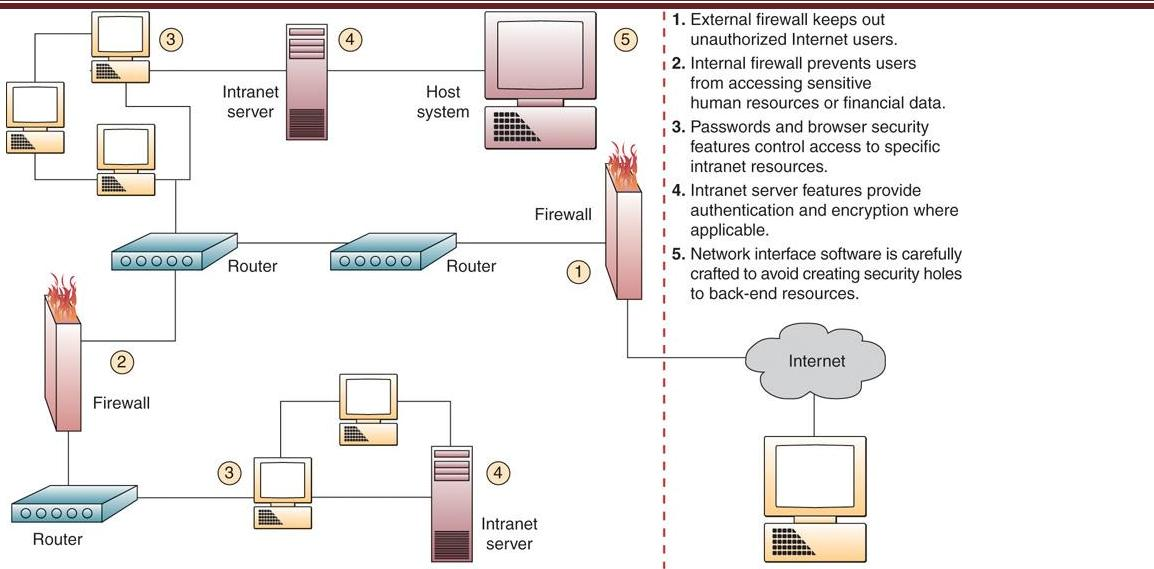 3
4
5
Intranet
server
Host
system
1. External firewall keeps out
unauthorized Internet users.
2. Internal firewall prevents users
from accessing sensitive
human resources or financial data.
3. Passwords and browser security
features control access to specific
intranet resources.
4. Intranet server features provide
authentication and encryption where
applicable.
5. Network interface software is carefully
crafted to avoid creating security holes
to back-end resources.
Firewall
Router
Router
1
2
Firewall
Internet
3
4
Router
Intranet
server